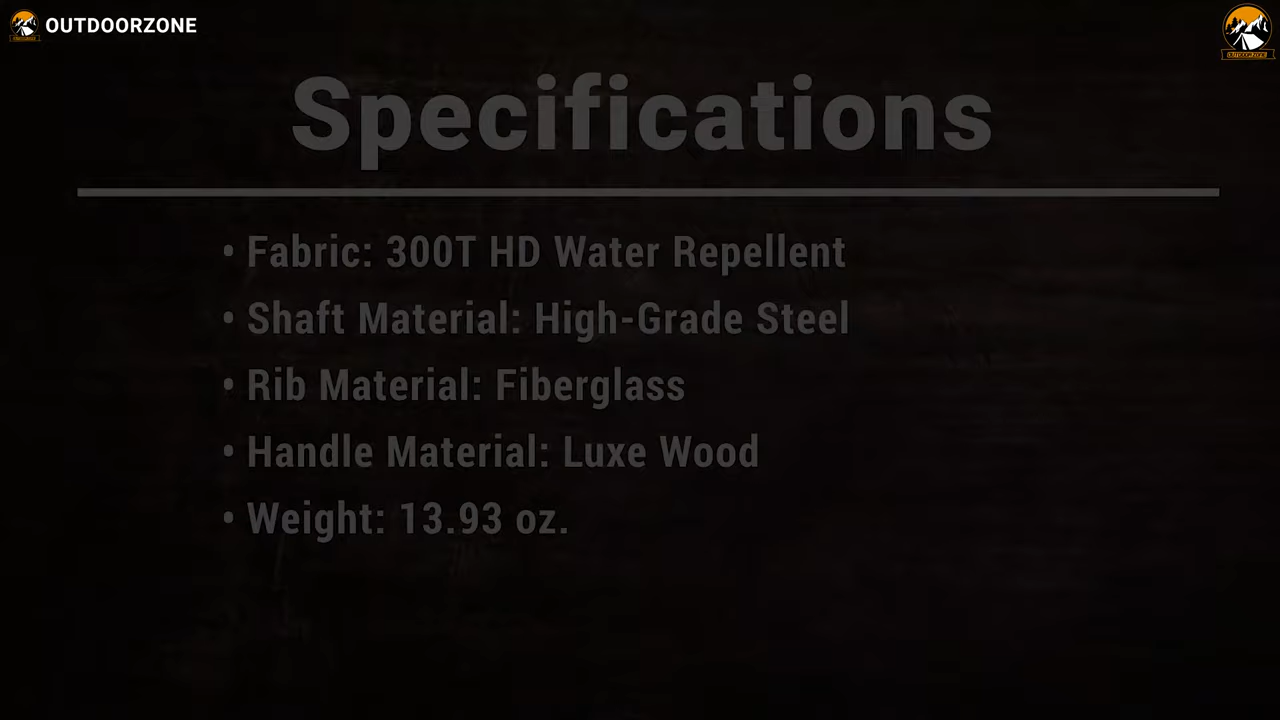 OUTDOORZONE
Specifications
• Fabric: 300T HD Water Repellent
• Shaft Material: High-Grade Steel
• Rib Material: Fiberglass
• Handle Material: Luxe Wood
• Weight: 13.93 oz.
OUTDOORZONE